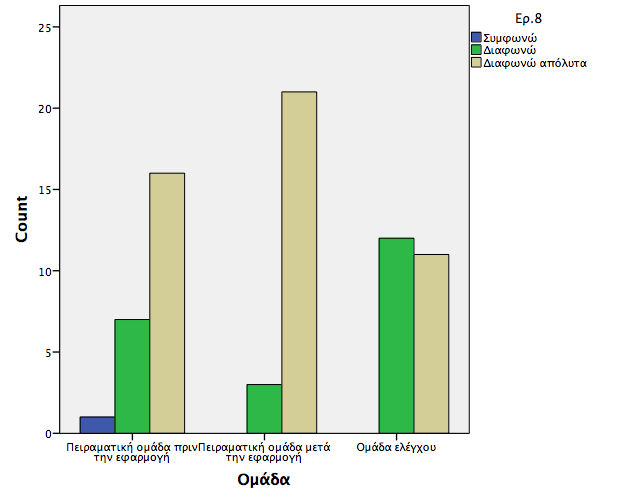 Ερ.8
Συμφωνώ
Διαφωνώ
Διαφωνώ απόλυτα
Count
25
20
15
10
5
0
Πειραματική ομάδα πριν
την εφαρμογή
Πειραματική ομάδα μετά
την εφαρμογή
Ομάδα ελέγχου
Ομάδα